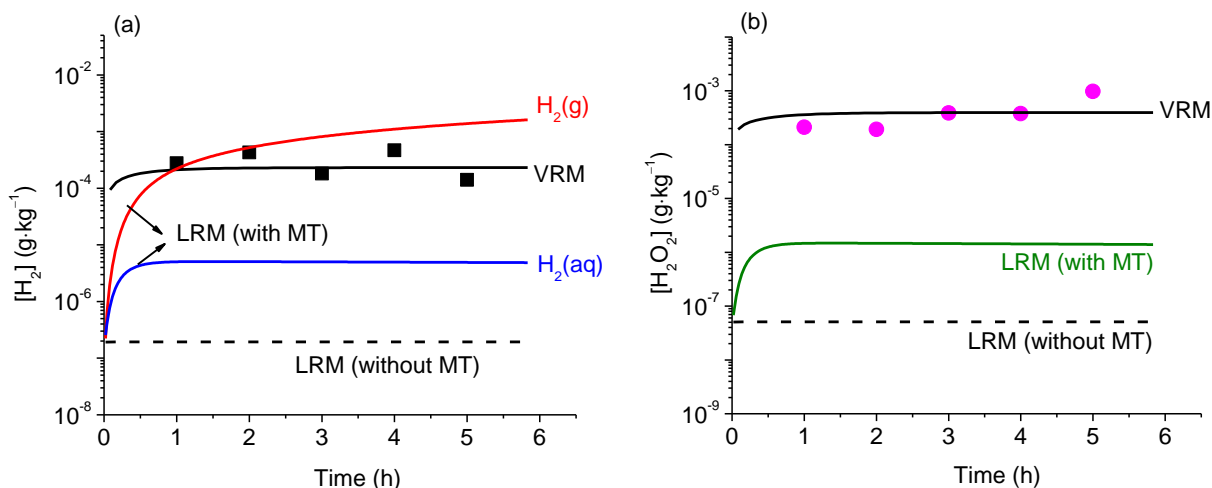 (a)
[H₂] (g·kg⁻¹)
10⁻²
10⁻⁴
10⁻⁶
10⁻⁸
H₂(g)
VRM
LRM (with MT)
H₂(aq)
LRM (without MT)
0 1 2 3 4 5 6
Time (h)
(b)
[H₂O₂] (g·kg⁻¹)
10⁻³
10⁻⁵
10⁻⁷
10⁻⁹
VRM
LRM (with MT)
LRM (without MT)
0 1 2 3 4 5 6
Time (h)